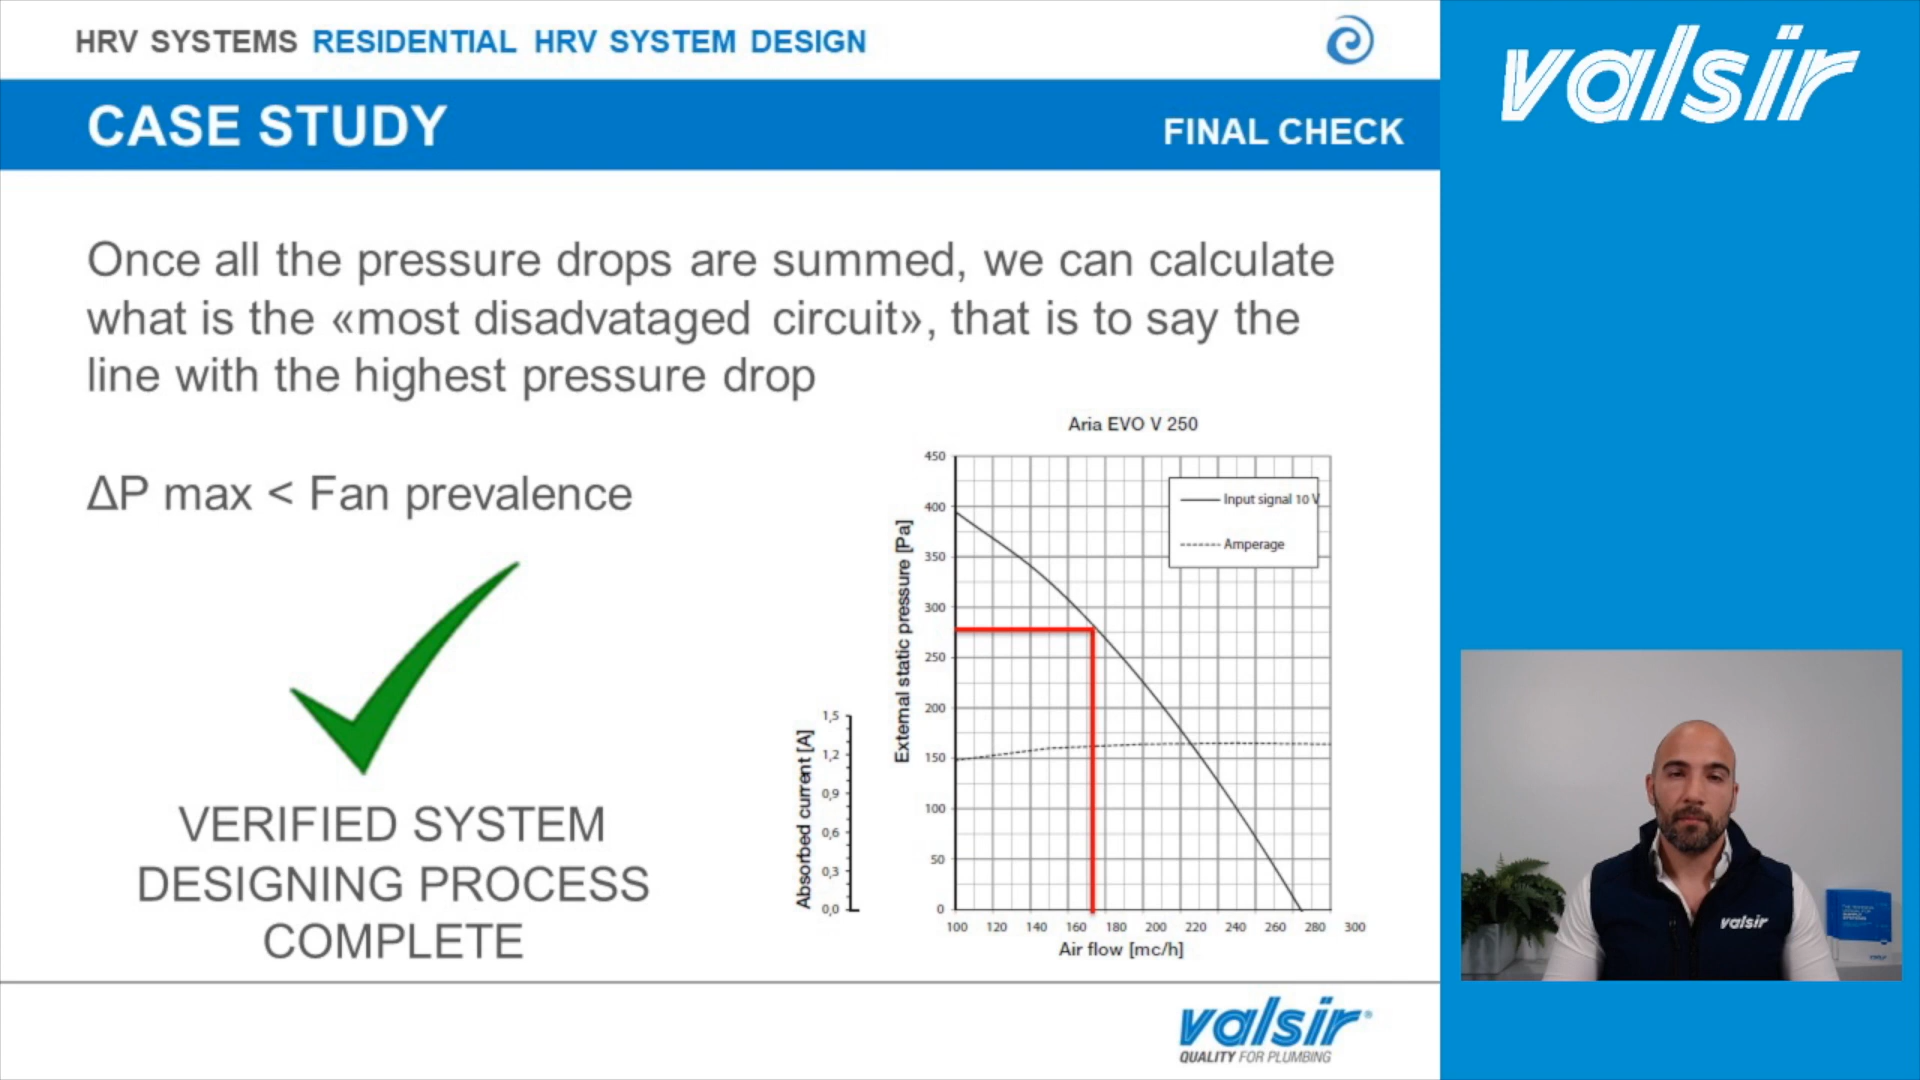 HRV SYSTEMS RESIDENTIAL HRV SYSTEM DESIGN
CASE STUDY
FINAL CHECK
Once all the pressure drops are summed, we can calculate
what is the «most disadvataged circuit», that is to say the
line with the highest pressure drop
ΔP max < Fan prevalence
VERIFIED SYSTEM
DESIGNING PROCESS
COMPLETE
Aria EVO V 250
Input signal 10 V
Amperage
External static pressure [Pa]
450
400
350
300
250
200
150
100
50
0
Absorbed current [A]
1,5
1,2
0,9
0,6
0,3
0,0
100 120 140 160 180 200 220 240 260 280 300
Air flow [mc/h]
valsir®
QUALITY FOR PLUMBING
valsir
valsir